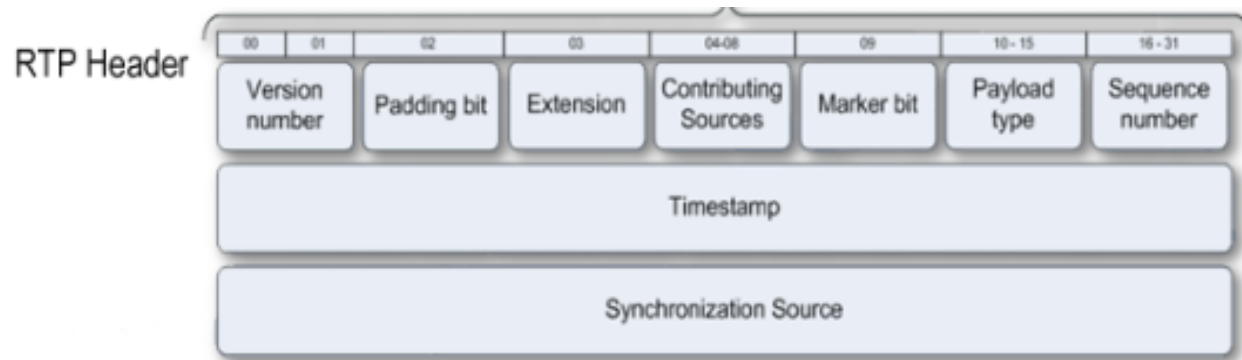 00 01 02 03 04-08 09 10 - 15 16 - 31
RTP Header
Version number
Padding bit
Extension
Contributing Sources
Marker bit
Payload type
Sequence number
Timestamp
Synchronization Source